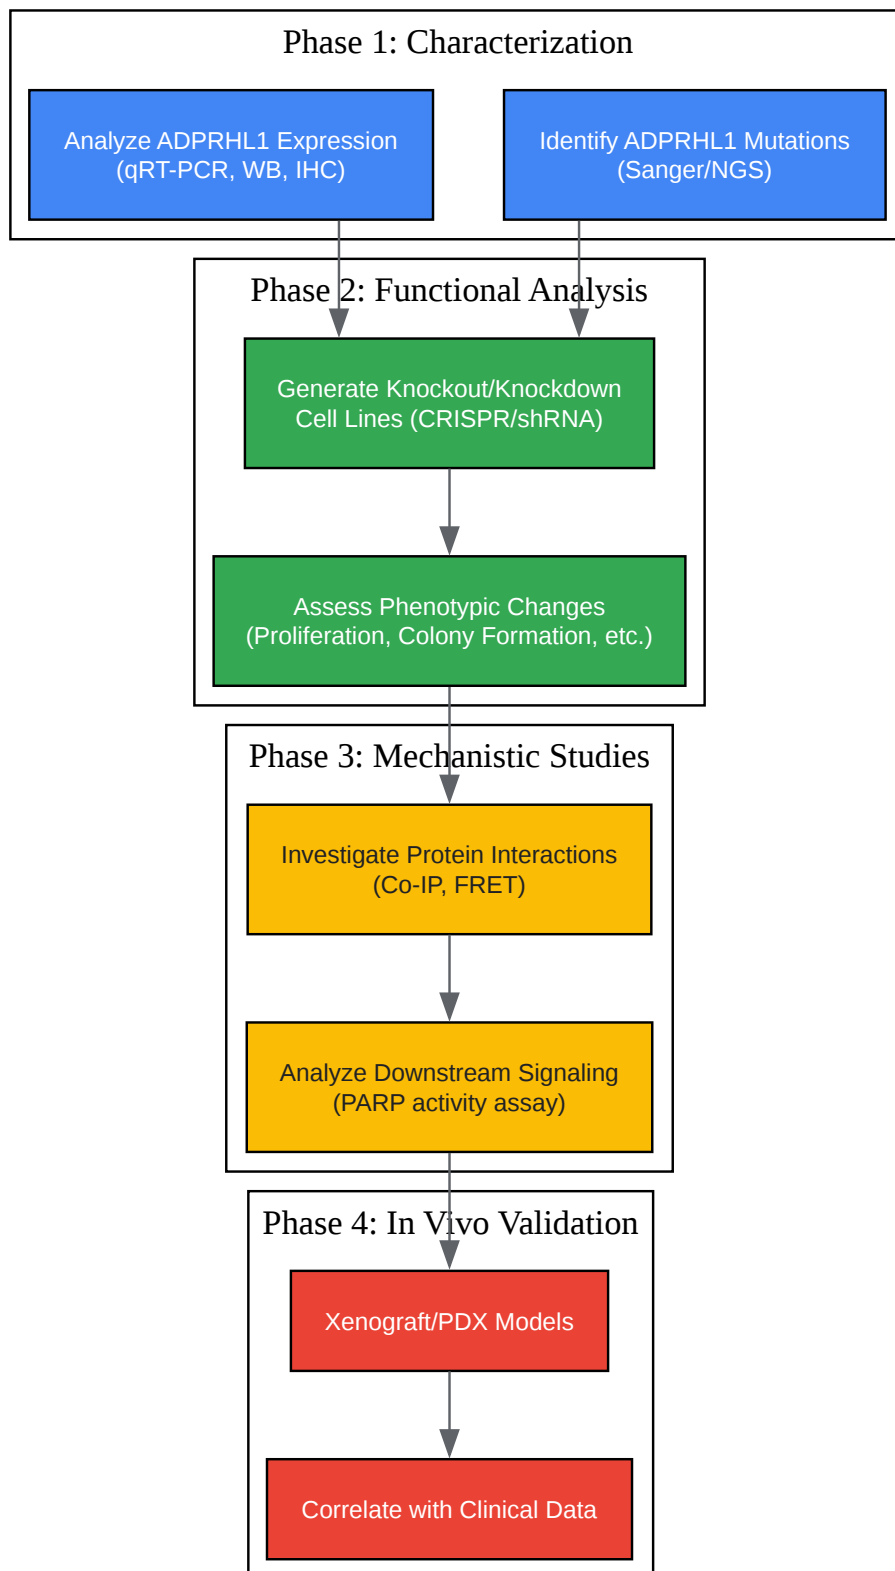 Phase 1: Characterization
Analyze ADPRHL1 Expression
(qRT-PCR, WB, IHC)
Identify ADPRHL1 Mutations
(Sanger/NGS)
Phase 2: Functional Analysis
Generate Knockout/Knockdown
Cell Lines (CRISPR/shRNA)
Assess Phenotypic Changes
(Proliferation, Colony Formation, etc.)
Phase 3: Mechanistic Studies
Investigate Protein Interactions
(Co-IP, FRET)
Analyze Downstream Signaling
(PARP activity assay)
Phase 4: In Vivo Validation
Xenograft/PDX Models
Correlate with Clinical Data